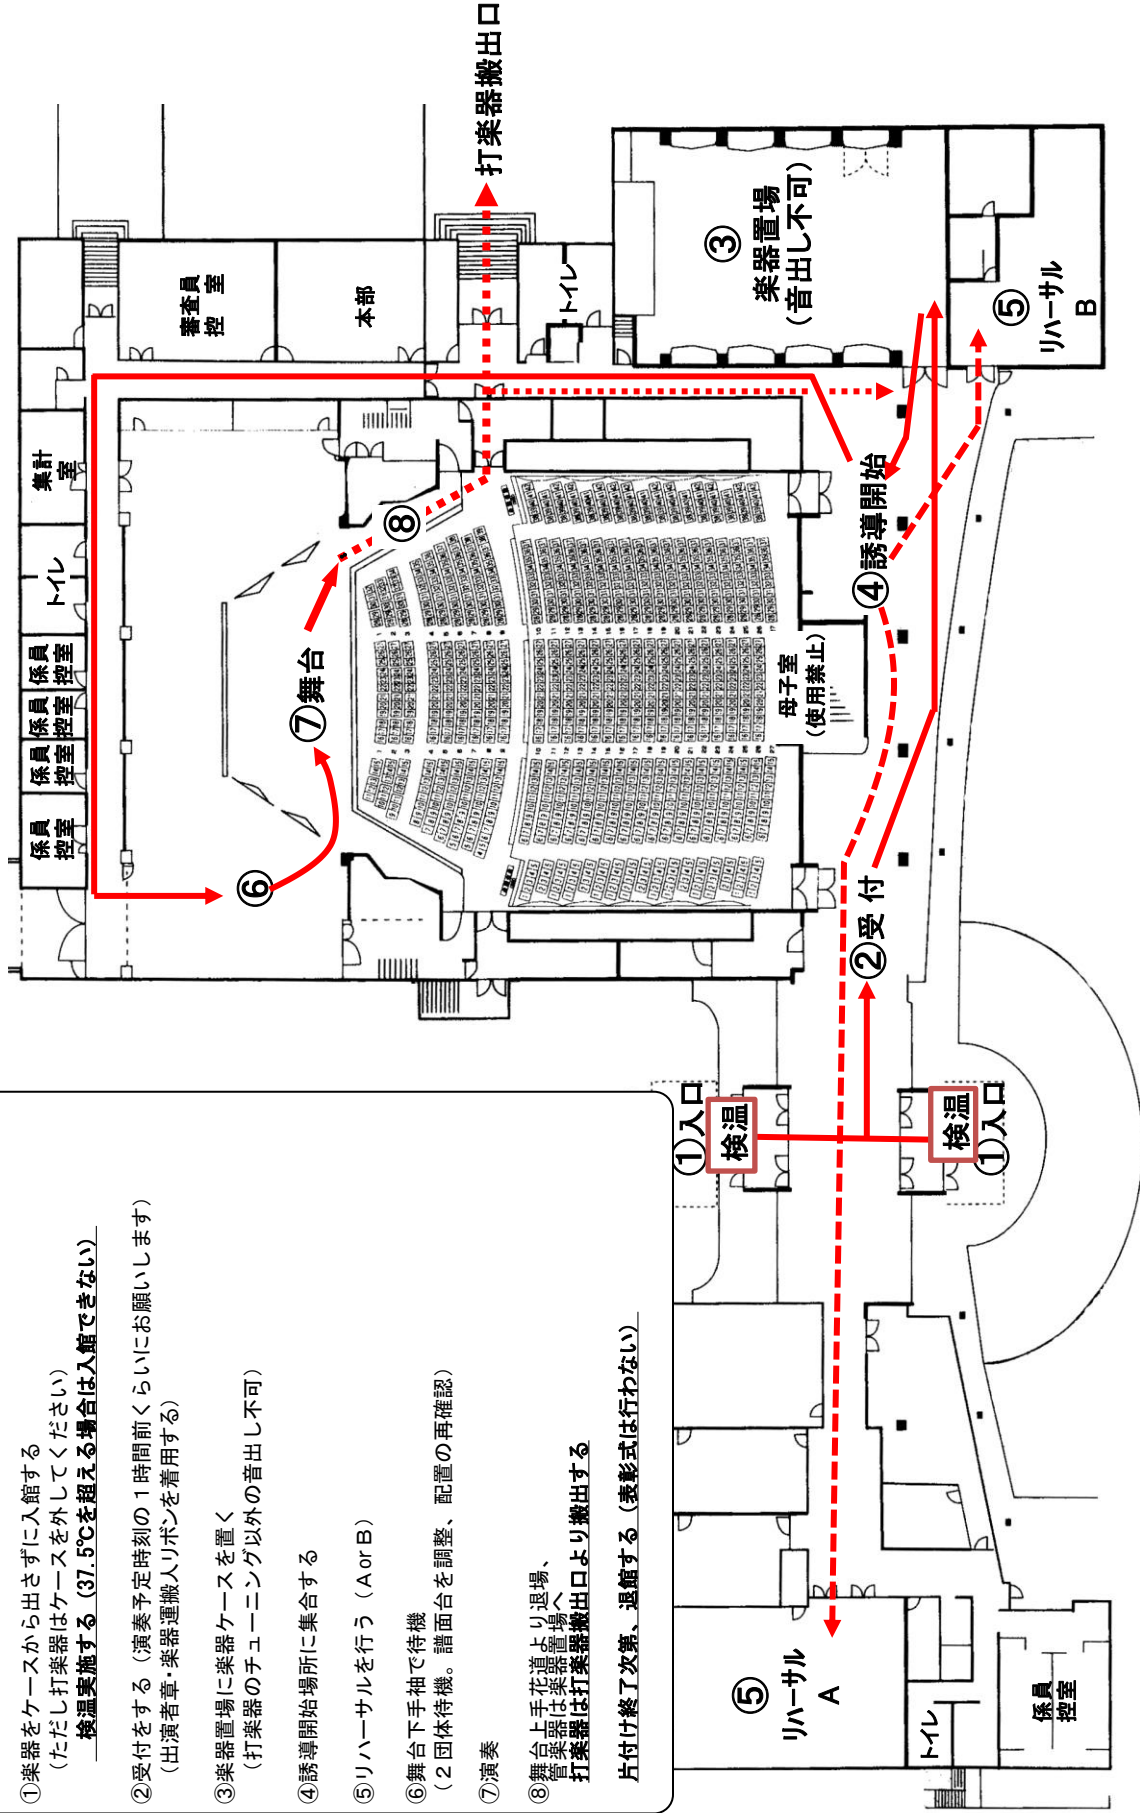 ①楽器をケースから出さずに入館する
(ただし打楽器はケースを外してください)
検温実施する(37.5℃を超える場合は入館できない)
②受付をする(演奏予定時刻の1時間前くらいにお願いします)
(出演者章・楽器運搬人リボンを着用する)
③楽器置場に楽器ケースを置く
(打楽器のチューニング以外の音出し不可)
④誘導開始場所に集合する
⑤リハーサルを行う(AorB)
⑥舞台下手袖で待機
(2団体待機。譜面台を調整、配置の再確認)
⑦演奏
⑧舞台上手花道より退場、
管楽器は楽器置場へ
打楽器は打楽器搬出口より搬出する
片付け終了次第、退館する(表彰式は行わない)
係員
控室
係員
控室
係員
控室
係員
控室
トイレ
集計
室
審査員
控 室
本部
打楽器搬出口
トイレ
⑥
⑦舞台
⑧
③
楽器置場
(音出し不可)
母子室
(使用禁止)
④誘導開始
⑤
リハーサル
B
②受付
①入口
検温
検温
①入口
⑤
リハーサル
A
トイレ
係員
控室